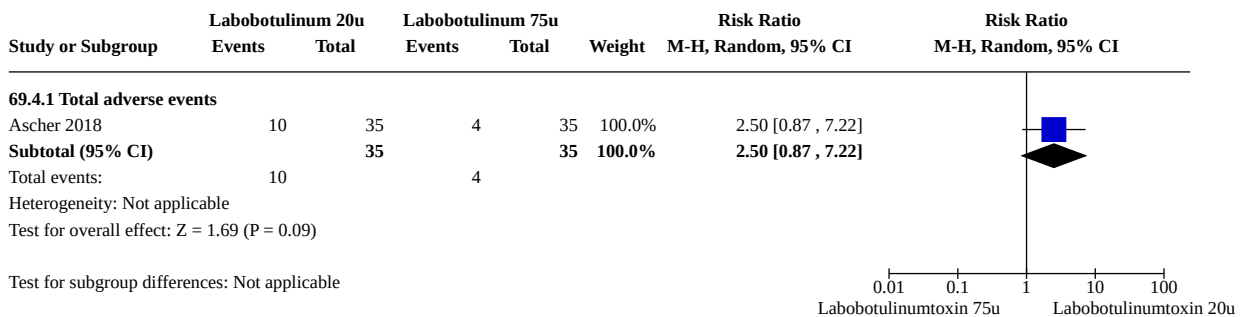 Labobotulinum 20u Labobotulinum 75u Risk Ratio Risk Ratio
Study or Subgroup Events Total Events Total Weight M-H, Random, 95% CI M-H, Random, 95% CI
69.4.1 Total adverse events
Ascher 2018 10 35 4 35 100.0% 2.50 [0.87 , 7.22]
Subtotal (95% CI) 35 35 100.0% 2.50 [0.87 , 7.22]
Total events: 10 4
Heterogeneity: Not applicable
Test for overall effect: Z = 1.69 (P = 0.09)
Test for subgroup differences: Not applicable
0.01 0.1 1 10 100
Labobotulinumtoxin 75u Labobotulinumtoxin 20u